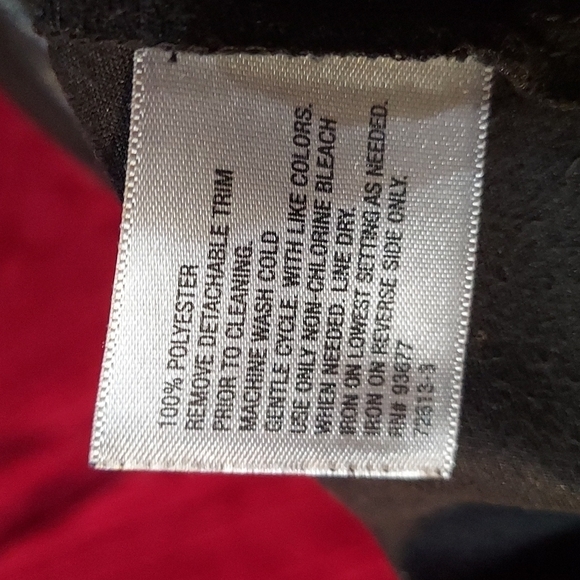 100% POLYESTER
REMOVE DETACHABLE TRIM
PRIOR TO CLEANING.
MACHINE WASH COLD
GENTLE CYCLE. WITH LIKE COLORS.
USE ONLY NON-CHLORINE BLEACH
WHEN NEEDED. LINE DRY.
IRON ON LOWEST SETTING AS NEEDED.
IRON ON REVERSE SIDE ONLY.
RN# 93677